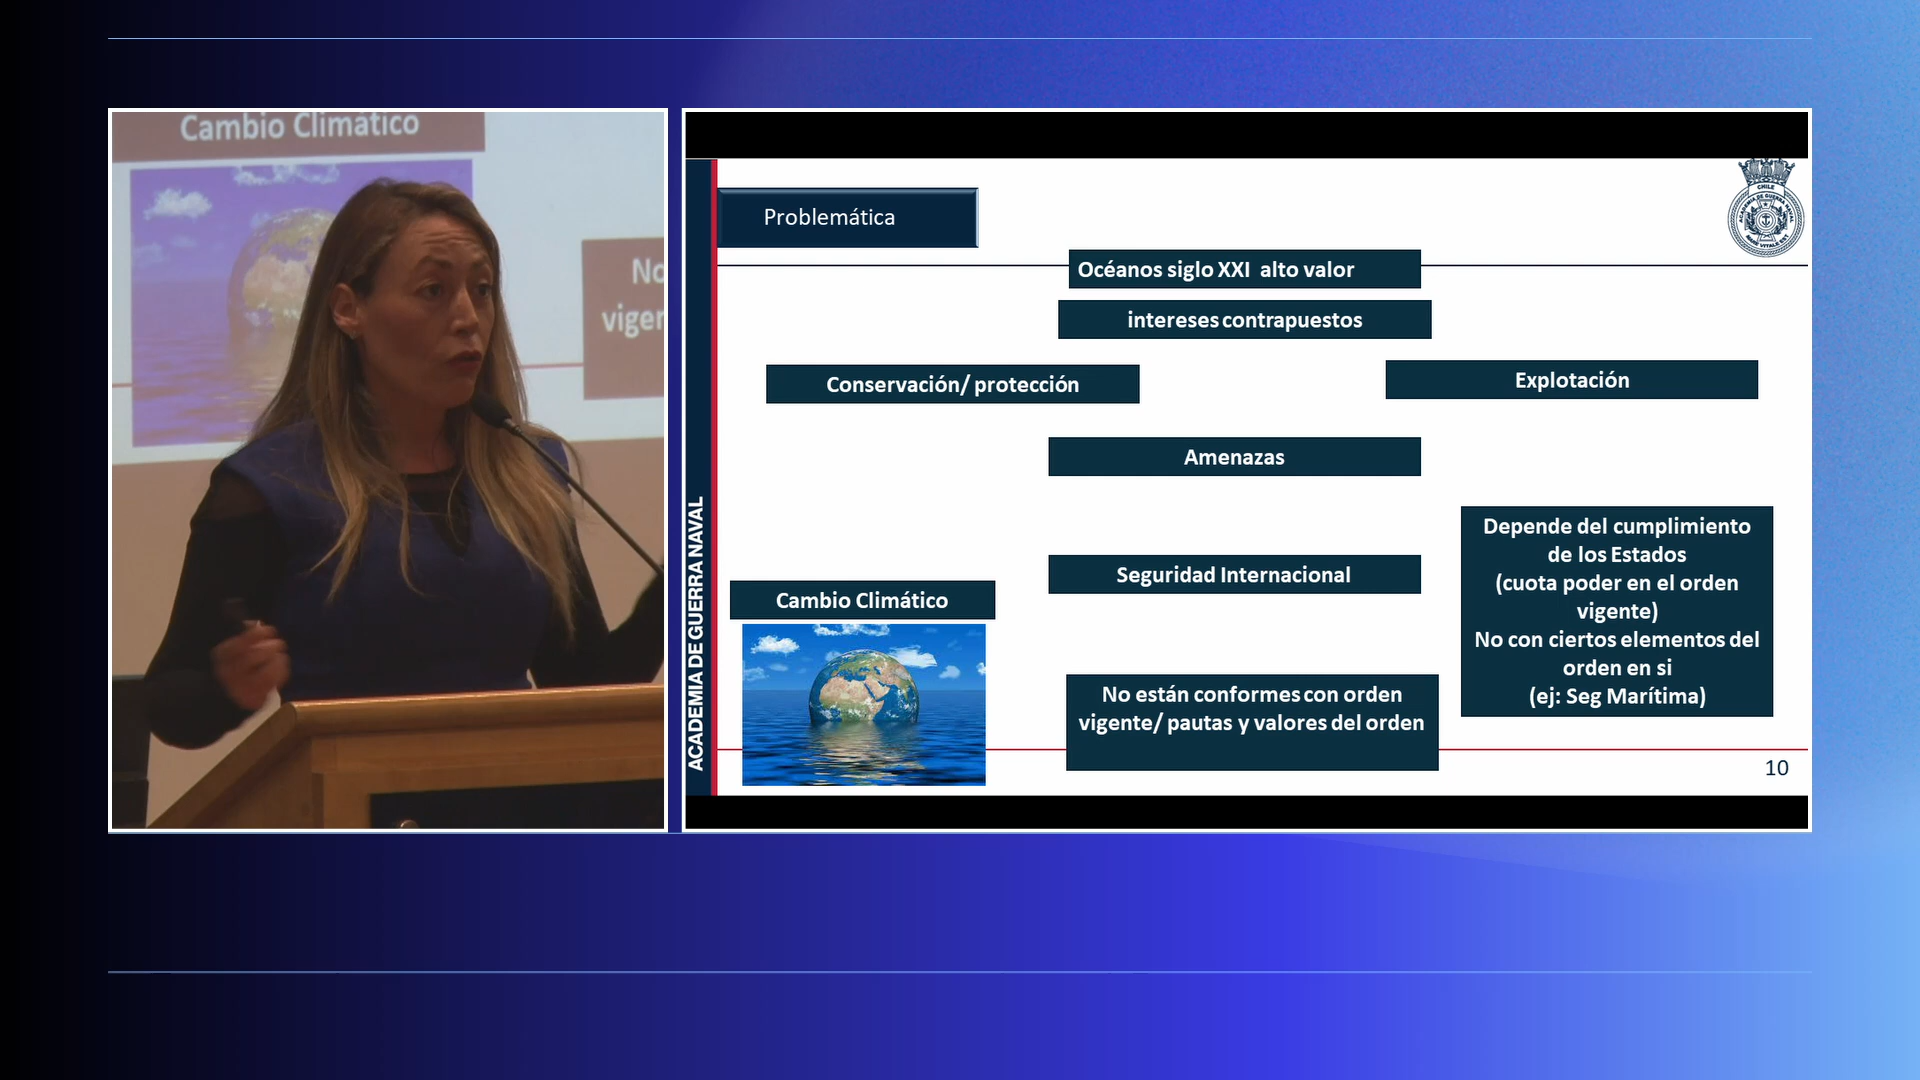 Cambio Climático
No
viger
Problemática
CHILE
Océanos siglo XXI alto valor
intereses contrapuestos
Conservación/ protección
Explotación
Amenazas
Seguridad Internacional
Cambio Climático
Depende del cumplimiento
de los Estados
(cuota poder en el orden
vigente)
No con ciertos elementos del
orden en si
(ej: Seg Marítima)
No están conformes con orden
vigente/ pautas y valores del orden
ACADEMIA DE GUERRA NAVAL
10